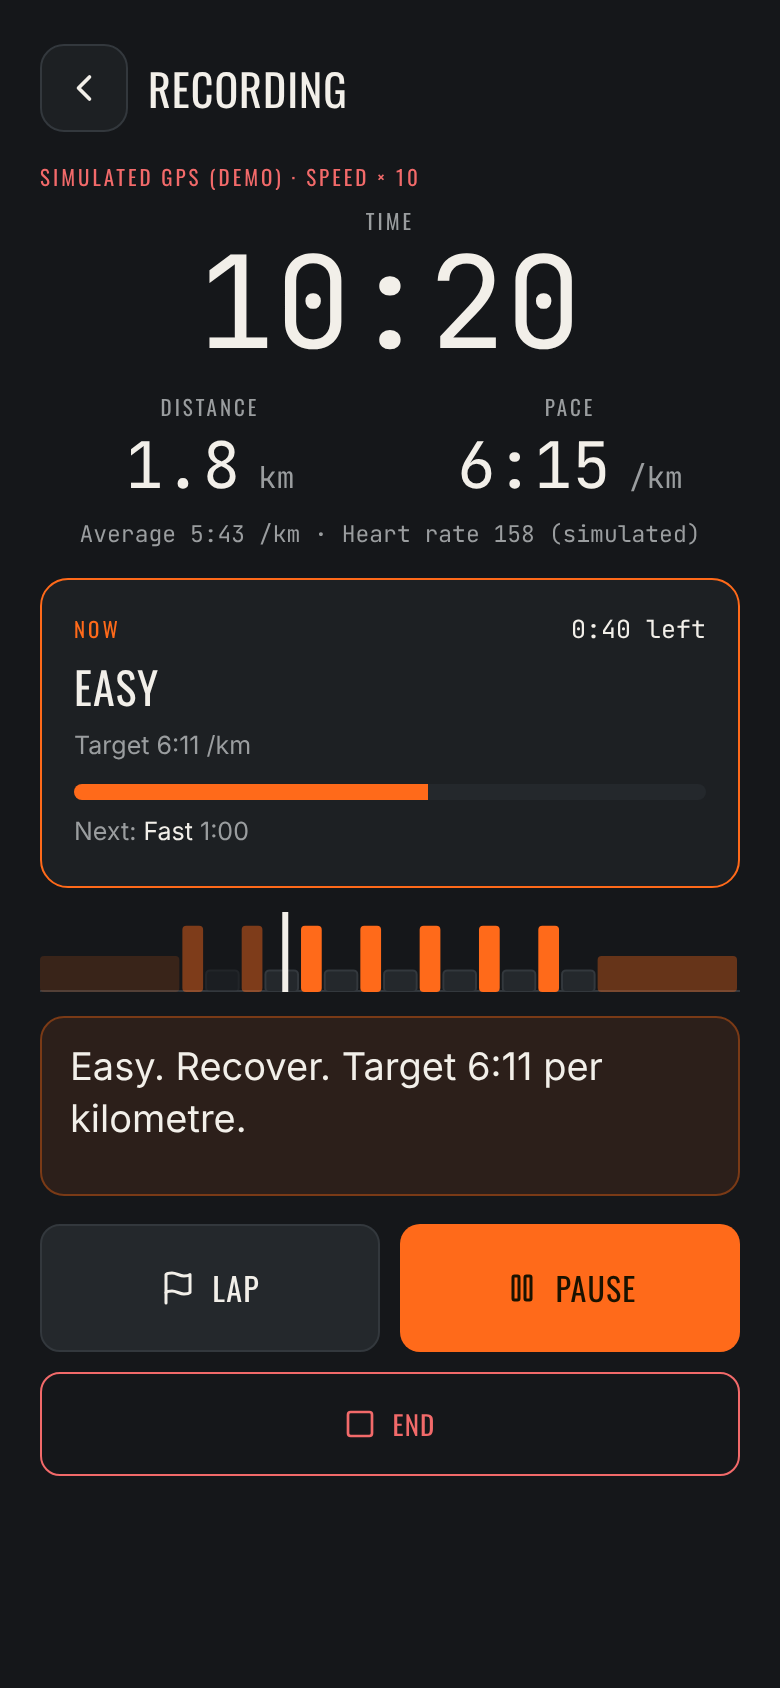 RECORDING
SIMULATED GPS (DEMO) · SPEED × 10
TIME
10:20
DISTANCE
PACE
1.8 km
6:15 /km
Average 5:43 /km · Heart rate 158 (simulated)
NOW
0:40 left
EASY
Target 6:11 /km
Next: Fast 1:00
Easy. Recover. Target 6:11 per
kilometre.
LAP
PAUSE
END